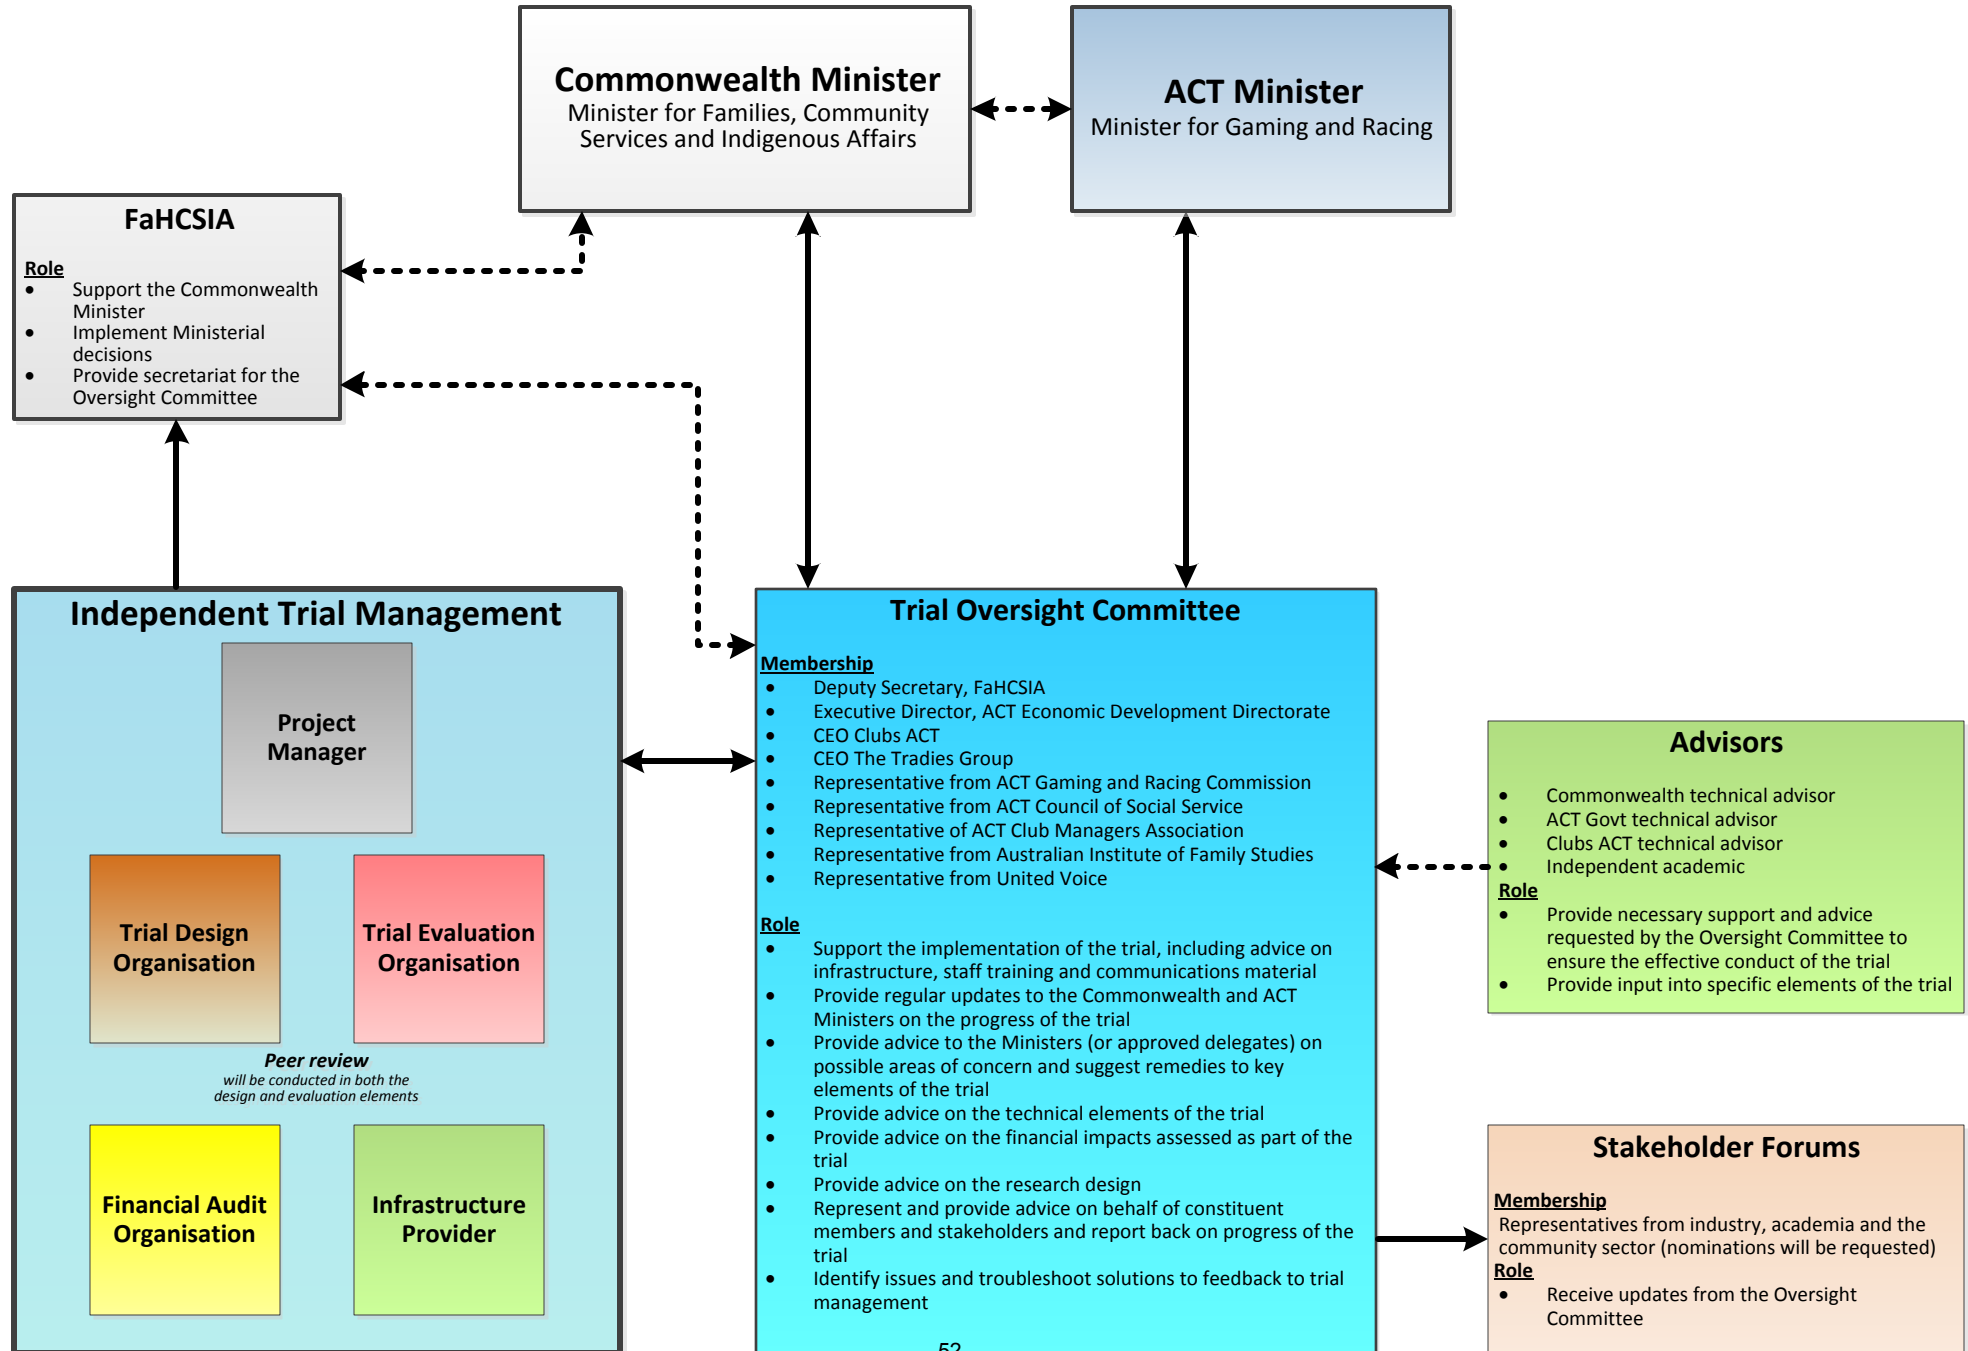 Commonwealth Minister
Minister for Families, Community
Services and Indigenous Affairs
ACT Minister
Minister for Gaming and Racing
FaHCSIA
Role
• Support the Commonwealth
Minister
• Implement Ministerial
decisions
• Provide secretariat for the
Oversight Committee
Independent Trial Management
Project
Manager
Trial Design
Organisation
Trial Evaluation
Organisation
Peer review
will be conducted in both the
design and evaluation elements
Financial Audit
Organisation
Infrastructure
Provider
Trial Oversight Committee
Membership
• Deputy Secretary, FaHCSIA
• Executive Director, ACT Economic Development Directorate
• CEO Clubs ACT
• CEO The Tradies Group
• Representative from ACT Gaming and Racing Commission
• Representative from ACT Council of Social Service
• Representative of ACT Club Managers Association
• Representative from Australian Institute of Family Studies
• Representative from United Voice
Role
• Support the implementation of the trial, including advice on
infrastructure, staff training and communications material
• Provide regular updates to the Commonwealth and ACT
Ministers on the progress of the trial
• Provide advice to the Ministers (or approved delegates) on
possible areas of concern and suggest remedies to key
elements of the trial
• Provide advice on the technical elements of the trial
• Provide advice on the financial impacts assessed as part of the
trial
• Provide advice on the research design
• Represent and provide advice on behalf of constituent
members and stakeholders and report back on progress of the
trial
• Identify issues and troubleshoot solutions to feedback to trial
management
Advisors
• Commonwealth technical advisor
• ACT Govt technical advisor
• Clubs ACT technical advisor
• Independent academic
Role
• Provide necessary support and advice
requested by the Oversight Committee to
ensure the effective conduct of the trial
• Provide input into specific elements of the trial
Stakeholder Forums
Membership
Representatives from industry, academia and the
community sector (nominations will be requested)
Role
• Receive updates from the Oversight
Committee
52